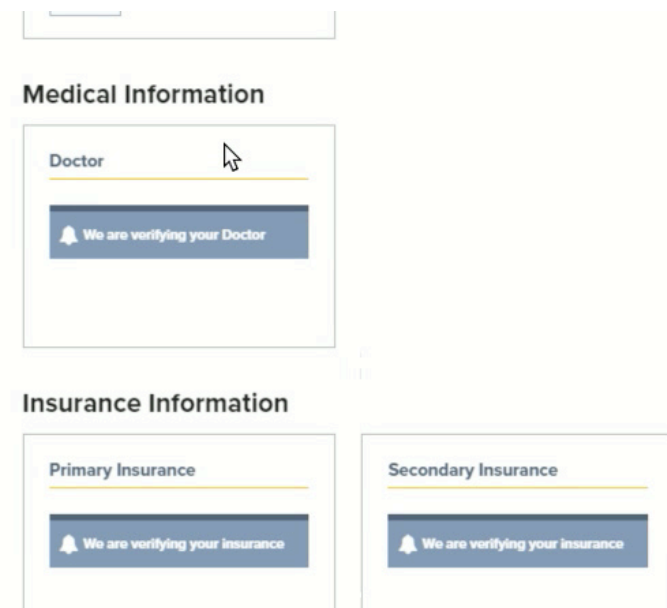 Medical Information
Doctor
We are verifying your Doctor
Insurance Information
Primary Insurance
Secondary Insurance
We are verifying your insurance
We are verifying your insurance